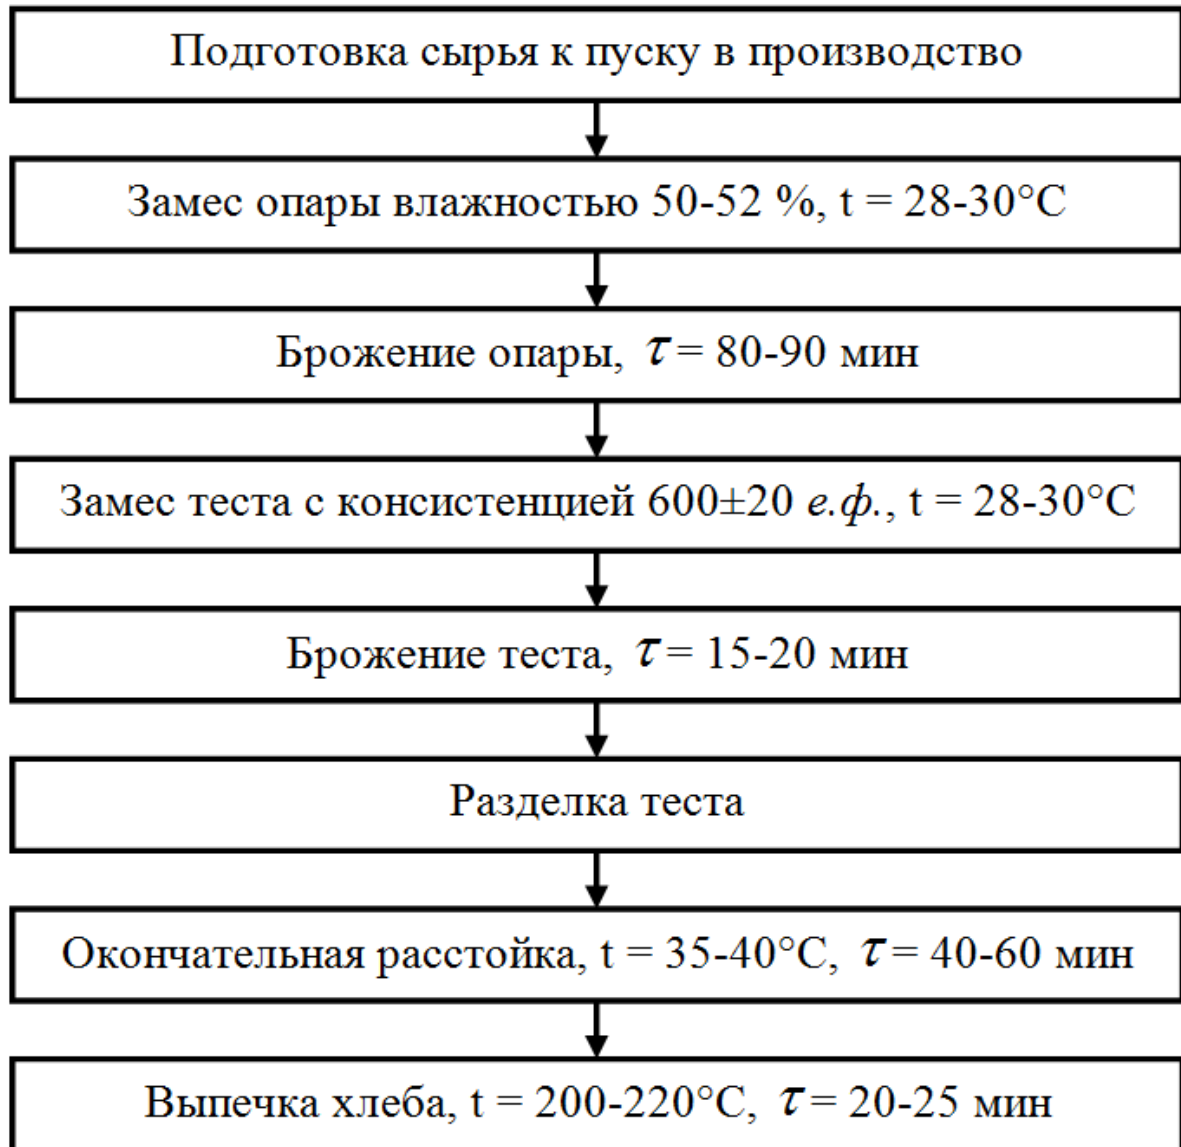 Подготовка сырья к пуску в производство
Замес опары влажностью 50-52 %, t = 28-30°C
Брожение опары, τ = 80-90 мин
Замес теста с консистенцией 600±20 е.ф., t = 28-30°C
Брожение теста, τ = 15-20 мин
Разделка теста
Окончательная расстойка, t = 35-40°C, τ = 40-60 мин
Выпечка хлеба, t = 200-220°C, τ = 20-25 мин